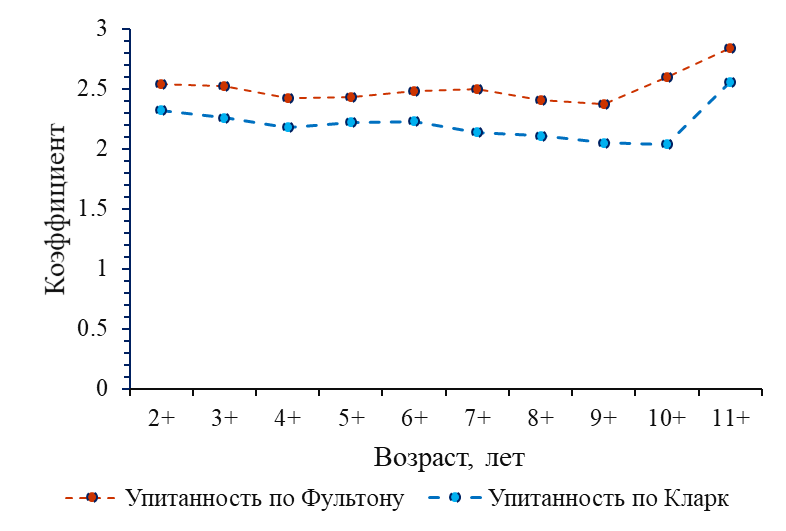 3
2.5
2
1.5
1
0.5
0
Коэффициент
2+ 3+ 4+ 5+ 6+ 7+ 8+ 9+ 10+ 11+
Возраст, лет
Упитанность по Фультону Упитанность по Кларк